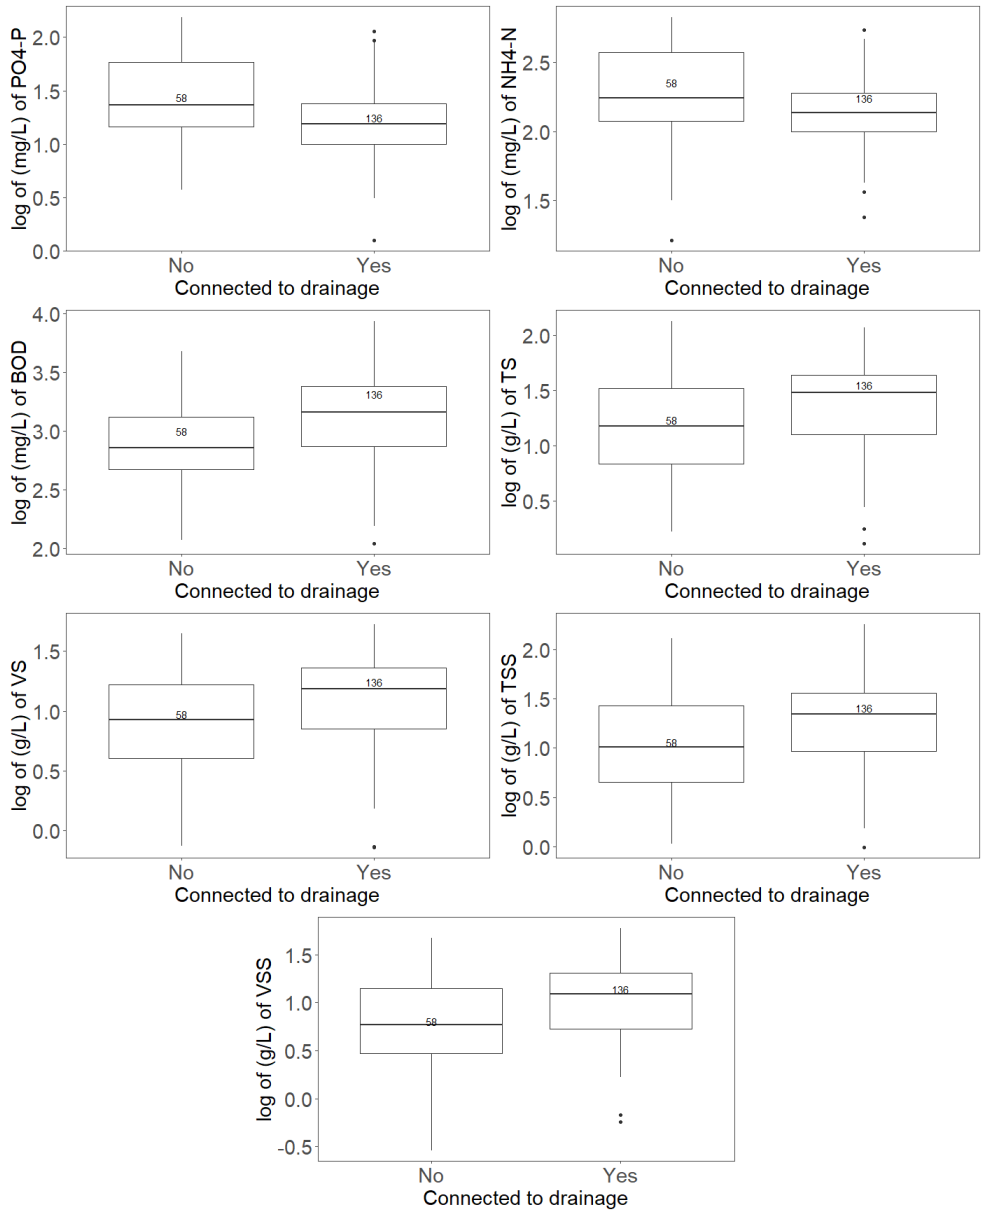 log of (mg/L) of PO4-P
2.0
1.5
1.0
0.5
0.0
58
136
No
Yes
Connected to drainage
log of (mg/L) of NH4-N
2.5
2.0
1.5
58
136
No
Yes
Connected to drainage
log of (mg/L) of BOD
4.0
3.5
3.0
2.5
2.0
58
136
No
Yes
Connected to drainage
log of (g/L) of TS
2.0
1.5
1.0
0.5
58
136
No
Yes
Connected to drainage
log of (g/L) of VS
1.5
1.0
0.5
0.0
58
136
No
Yes
Connected to drainage
log of (g/L) of TSS
2.0
1.5
1.0
0.5
0.0
58
136
No
Yes
Connected to drainage
log of (g/L) of VSS
1.5
1.0
0.5
0.0
-0.5
58
136
No
Yes
Connected to drainage